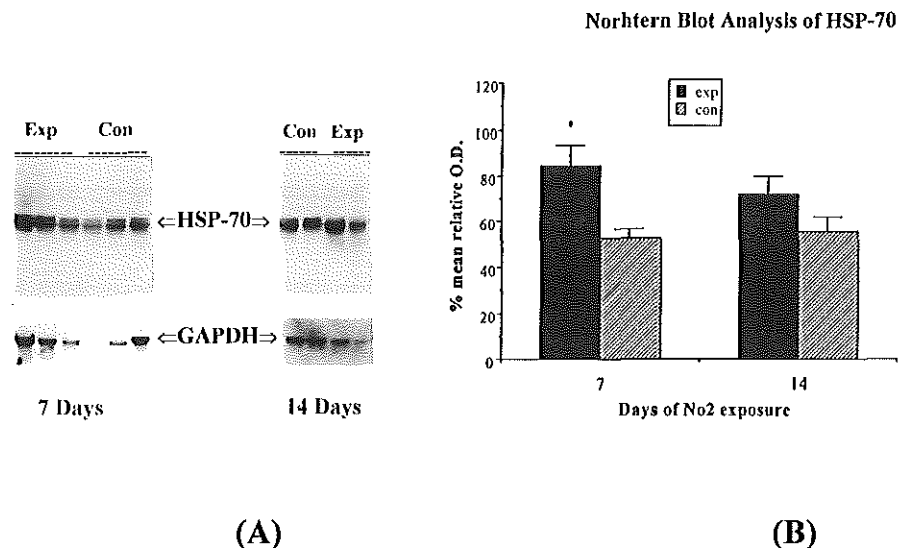 Norhtern Blot Analysis of HSP-70
Exp Con
Con Exp
⇐HSP-70⇒
⇐GAPDH⇒
7 Days
14 Days
120
100
80
60
40
20
0
% mean relative O.D.
exp
con
7
14
Days of No2 exposure
(A)
(B)